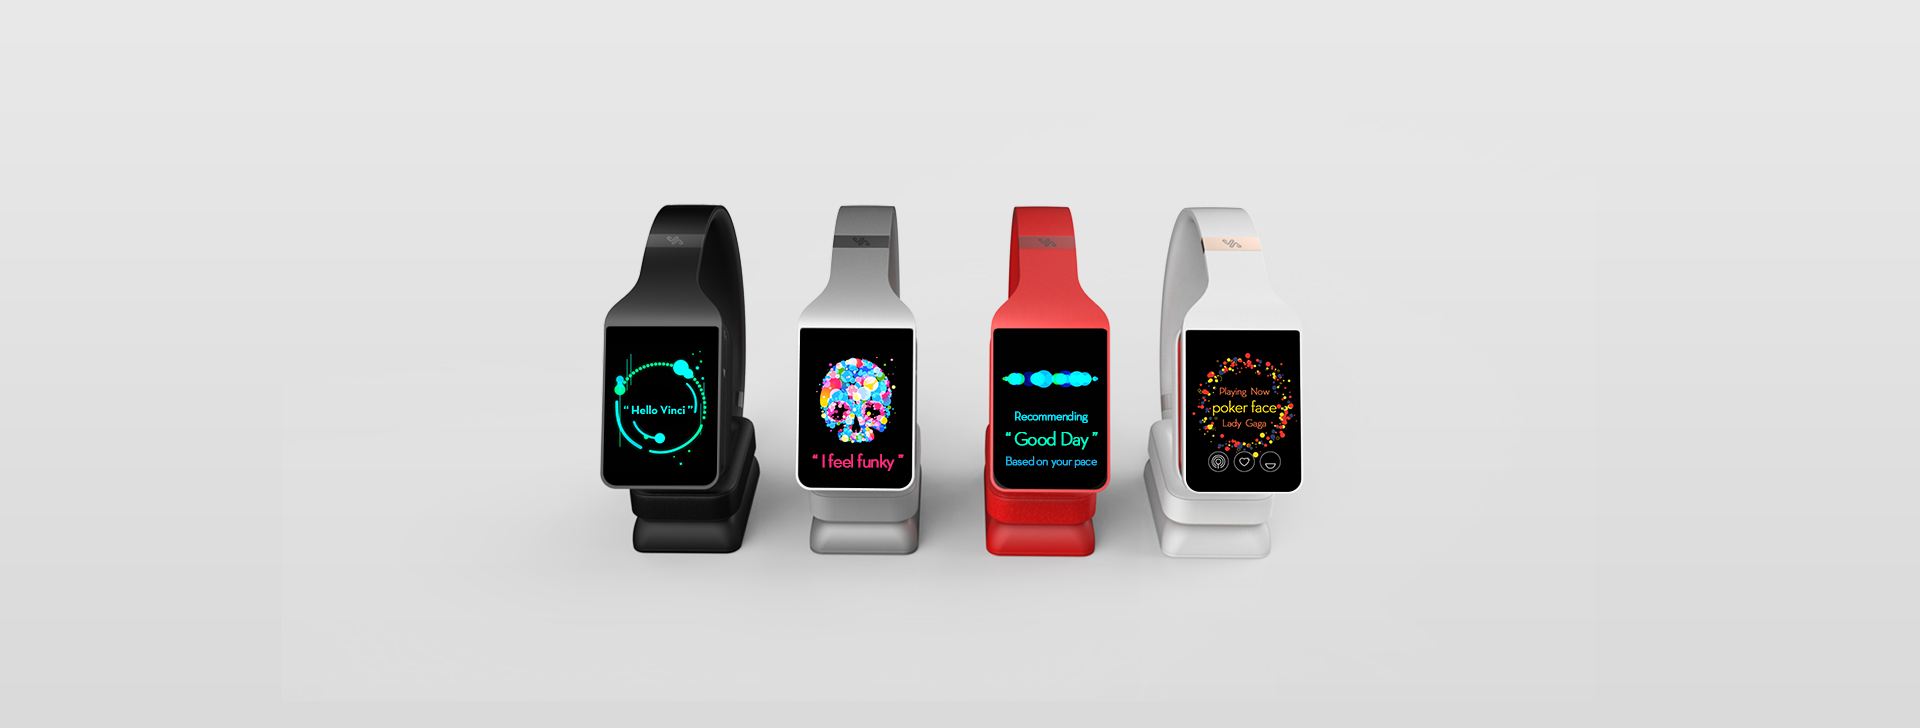 “ Hello Vinci ”
“ I feel funky ”
Recommending
“ Good Day ”
Based on your pace
Playing Now
poker face
Lady Gaga